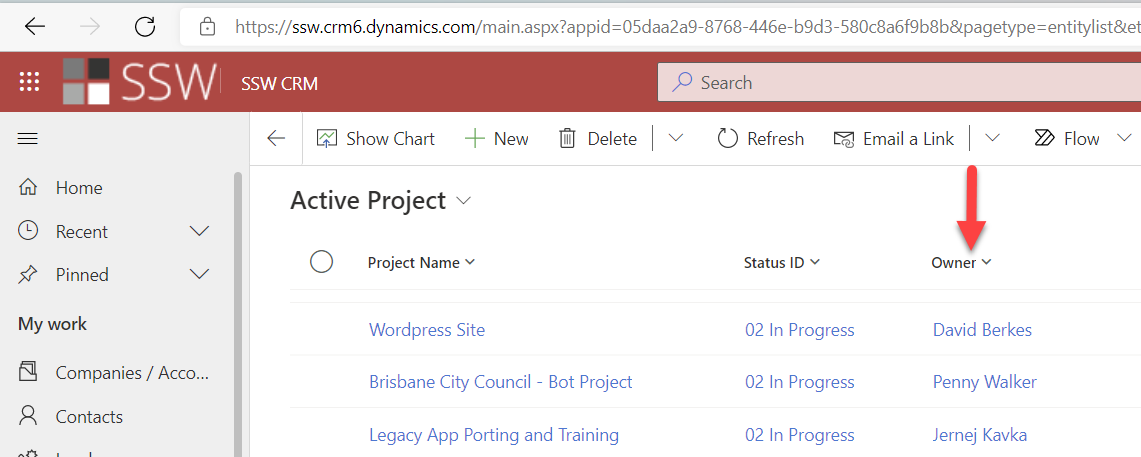 https://ssw.crm6.dynamics.com/main.aspx?appid=05daa2a9-8768-446e-b9d3-580c8a6f9b8b&pagetype=entitylist&et
SSW SSW CRM Search
Show Chart New Delete Refresh Email a Link Flow
Home
Recent
Pinned
My work
Companies / Acco...
Contacts
Active Project
Project Name Status ID Owner
Wordpress Site 02 In Progress David Berkes
Brisbane City Council - Bot Project 02 In Progress Penny Walker
Legacy App Porting and Training 02 In Progress Jernej Kavka